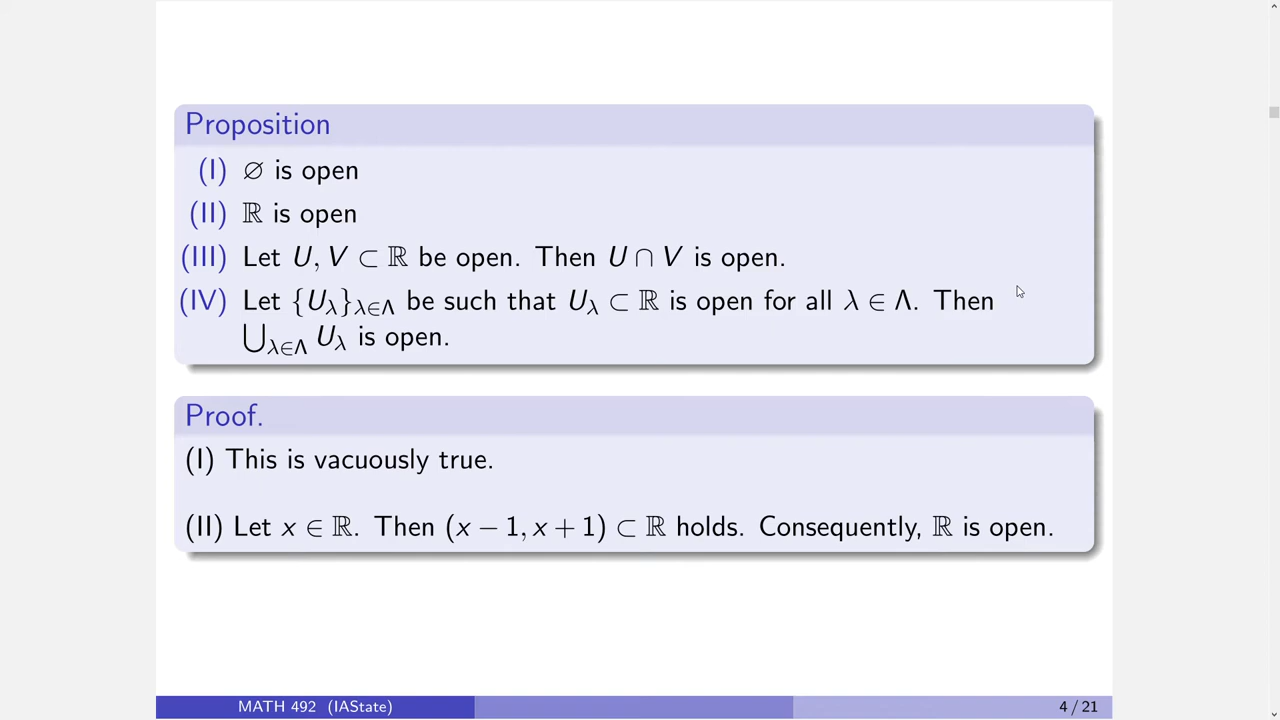 Proposition
(I) ∅ is open
(II) ℝ is open
(III) Let U, V ⊂ ℝ be open. Then U ∩ V is open.
(IV) Let {U_λ}_{λ∈Λ} be such that U_λ ⊂ ℝ is open for all λ ∈ Λ. Then
⋃_{λ∈Λ} U_λ is open.
Proof.
(I) This is vacuously true.
(II) Let x ∈ ℝ. Then (x − 1, x + 1) ⊂ ℝ holds. Consequently, ℝ is open.
MATH 492 (IAState) 4 / 21